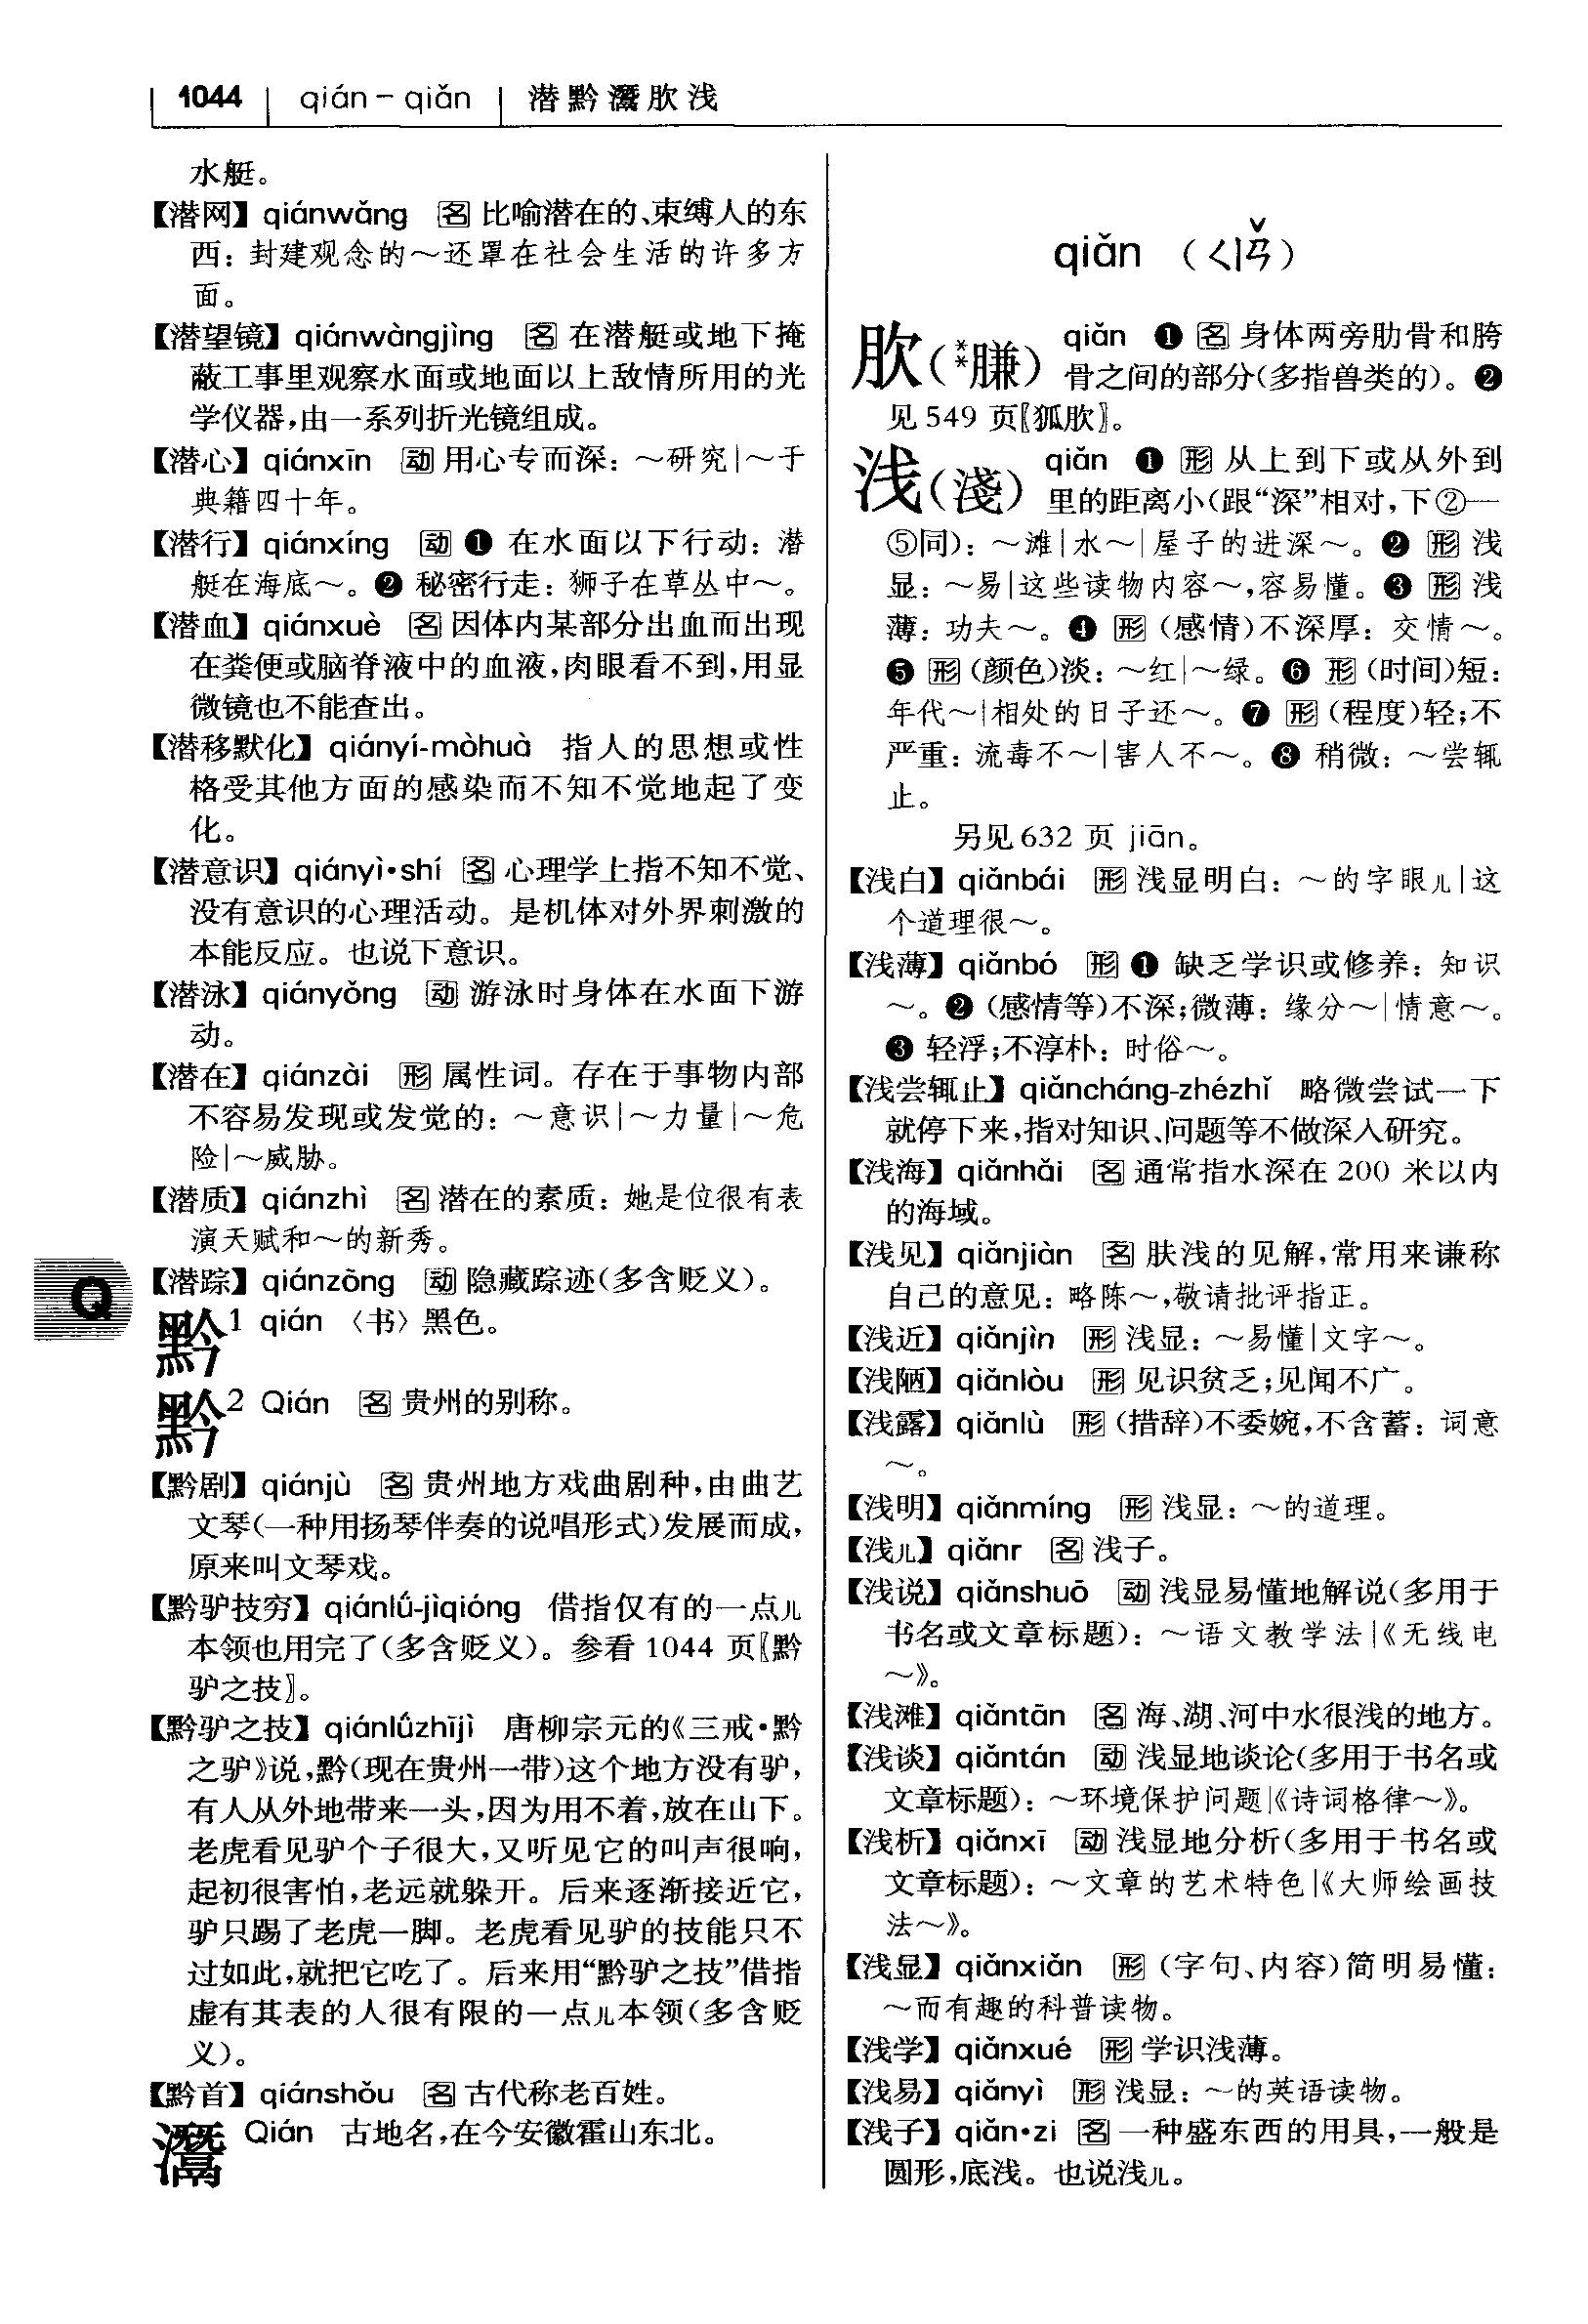 1044 qián－qiǎn 潜黔灊肷浅
水艇。
【潜网】qiánwǎng 名 比喻潜在的、束缚人的东
西：封建观念的～还罩在社会生活的许多方
面。
【潜望镜】qiánwàngjìng 名 在潜艇或地下掩
蔽工事里观察水面或地面以上敌情所用的光
学仪器，由一系列折光镜组成。
【潜心】qiánxīn 动 用心专而深：～研究|～于
典籍四十年。
【潜行】qiánxíng 动 ❶ 在水面以下行动：潜
艇在海底～。❷ 秘密行走：狮子在草丛中～。
【潜血】qiánxuè 名 因体内某部分出血而出现
在粪便或脑脊液中的血液，肉眼看不到，用显
微镜也不能查出。
【潜移默化】qiányí-mòhuà 指人的思想或性
格受其他方面的感染而不知不觉地起了变
化。
【潜意识】qiányì•shí 名 心理学上指不知不觉、
没有意识的心理活动。是机体对外界刺激的
本能反应。也说下意识。
【潜泳】qiányǒng 动 游泳时身体在水面下游
动。
【潜在】qiánzài 形 属性词。存在于事物内部
不容易发现或发觉的：～意识|～力量|～危
险|～威胁。
【潜质】qiánzhì 名 潜在的素质：她是位很有表
演天赋和～的新秀。
【潜踪】qiánzōng 动 隐藏踪迹（多含贬义）。
Q
黔1 qián 〈书〉黑色。
黔2 Qián 名 贵州的别称。
【黔剧】qiánjù 名 贵州地方戏曲剧种，由曲艺
文琴（一种用扬琴伴奏的说唱形式）发展而成，
原来叫文琴戏。
【黔驴技穷】qiánlǘ-jìqióng 借指仅有的一点儿
本领也用完了（多含贬义）。参看 1044 页〖黔
驴之技〗。
【黔驴之技】qiánlǘzhījì 唐柳宗元的《三戒•黔
之驴》说，黔（现在贵州一带）这个地方没有驴，
有人从外地带来一头，因为用不着，放在山下。
老虎看见驴个子很大，又听见它的叫声很响，
起初很害怕，老远就躲开。后来逐渐接近它，
驴只踢了老虎一脚。老虎看见驴的技能只不
过如此，就把它吃了。后来用“黔驴之技”借指
虚有其表的人很有限的一点儿本领（多含贬
义）。
【黔首】qiánshǒu 名 古代称老百姓。
灊 Qián 古地名，在今安徽霍山东北。
qiǎn （ㄑㄧㄢˇ）
肷（**膁） qiǎn ❶ 名 身体两旁肋骨和胯
骨之间的部分（多指兽类的）。❷
见 549 页〖狐肷〗。
浅（淺） qiǎn ❶ 形 从上到下或从外到
里的距离小（跟“深”相对，下②—
⑤同）：～滩|水～|屋子的进深～。❷ 形 浅
显：～易|这些读物内容～，容易懂。❸ 形 浅
薄：功夫～。❹ 形（感情）不深厚：交情～。
❺ 形（颜色）淡：～红|～绿。❻ 形（时间）短：
年代～|相处的日子还～。❼ 形（程度）轻；不
严重：流毒不～|害人不～。❽ 稍微：～尝辄
止。
另见 632 页 jiān。
【浅白】qiǎnbái 形 浅显明白：～的字眼儿|这
个道理很～。
【浅薄】qiǎnbó 形 ❶ 缺乏学识或修养：知识
～。❷（感情等）不深；微薄：缘分～|情意～。
❸ 轻浮；不淳朴：时俗～。
【浅尝辄止】qiǎncháng-zhézhǐ 略微尝试一下
就停下来，指对知识、问题等不做深入研究。
【浅海】qiǎnhǎi 名 通常指水深在 200 米以内
的海域。
【浅见】qiǎnjiàn 名 肤浅的见解，常用来谦称
自己的意见：略陈～，敬请批评指正。
【浅近】qiǎnjìn 形 浅显：～易懂|文字～。
【浅陋】qiǎnlòu 形 见识贫乏；见闻不广。
【浅露】qiǎnlù 形（措辞）不委婉，不含蓄：词意
～。
【浅明】qiǎnmíng 形 浅显：～的道理。
【浅儿】qiǎnr 名 浅子。
【浅说】qiǎnshuō 动 浅显易懂地解说（多用于
书名或文章标题）：～语文教学法|《无线电
～》。
【浅滩】qiǎntān 名 海、湖、河中水很浅的地方。
【浅谈】qiǎntán 动 浅显地谈论（多用于书名或
文章标题）：～环境保护问题|《诗词格律～》。
【浅析】qiǎnxī 动 浅显地分析（多用于书名或
文章标题）：～文章的艺术特色|《大师绘画技
法～》。
【浅显】qiǎnxiǎn 形（字句、内容）简明易懂：
～而有趣的科普读物。
【浅学】qiǎnxué 形 学识浅薄。
【浅易】qiǎnyì 形 浅显：～的英语读物。
【浅子】qiǎn•zi 名 一种盛东西的用具，一般是
圆形，底浅。也说浅儿。